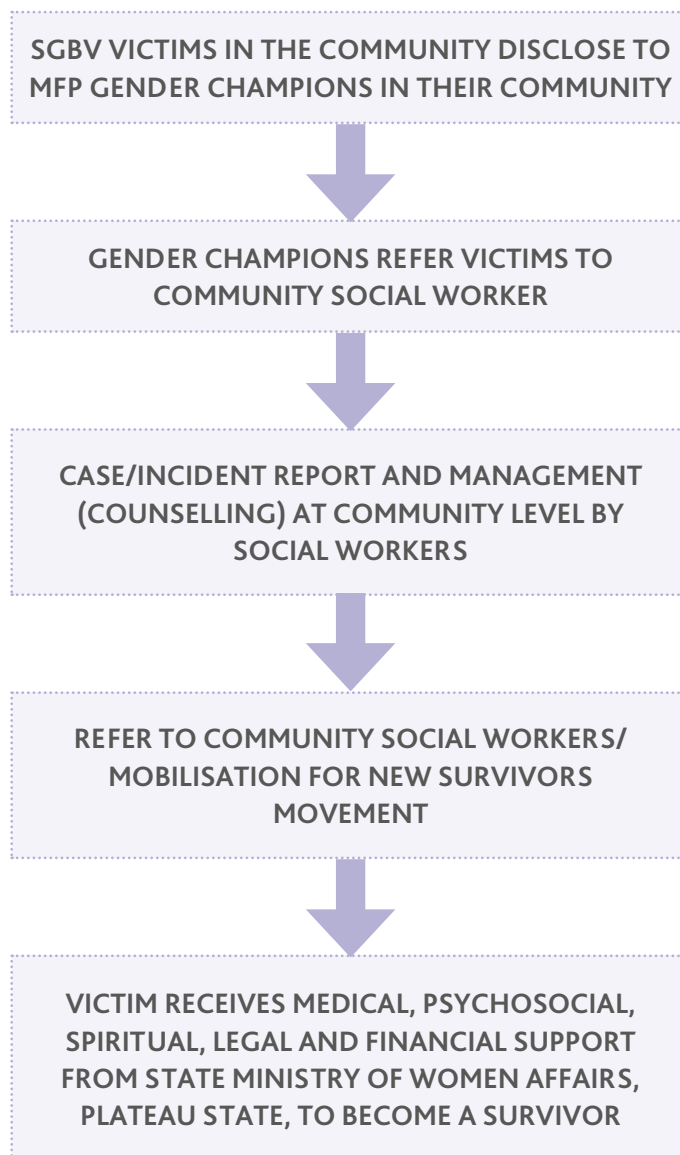 SGBV VICTIMS IN THE COMMUNITY DISCLOSE TO
MFP GENDER CHAMPIONS IN THEIR COMMUNITY
GENDER CHAMPIONS REFER VICTIMS TO
COMMUNITY SOCIAL WORKER
CASE/INCIDENT REPORT AND MANAGEMENT
(COUNSELLING) AT COMMUNITY LEVEL BY
SOCIAL WORKERS
REFER TO COMMUNITY SOCIAL WORKERS/
MOBILISATION FOR NEW SURVIVORS
MOVEMENT
VICTIM RECEIVES MEDICAL, PSYCHOSOCIAL,
SPIRITUAL, LEGAL AND FINANCIAL SUPPORT
FROM STATE MINISTRY OF WOMEN AFFAIRS,
PLATEAU STATE, TO BECOME A SURVIVOR